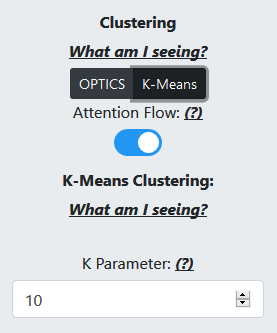 Clustering
What am I seeing?
OPTICS K-Means
Attention Flow: (?)
K-Means Clustering:
What am I seeing?
K Parameter: (?)
10